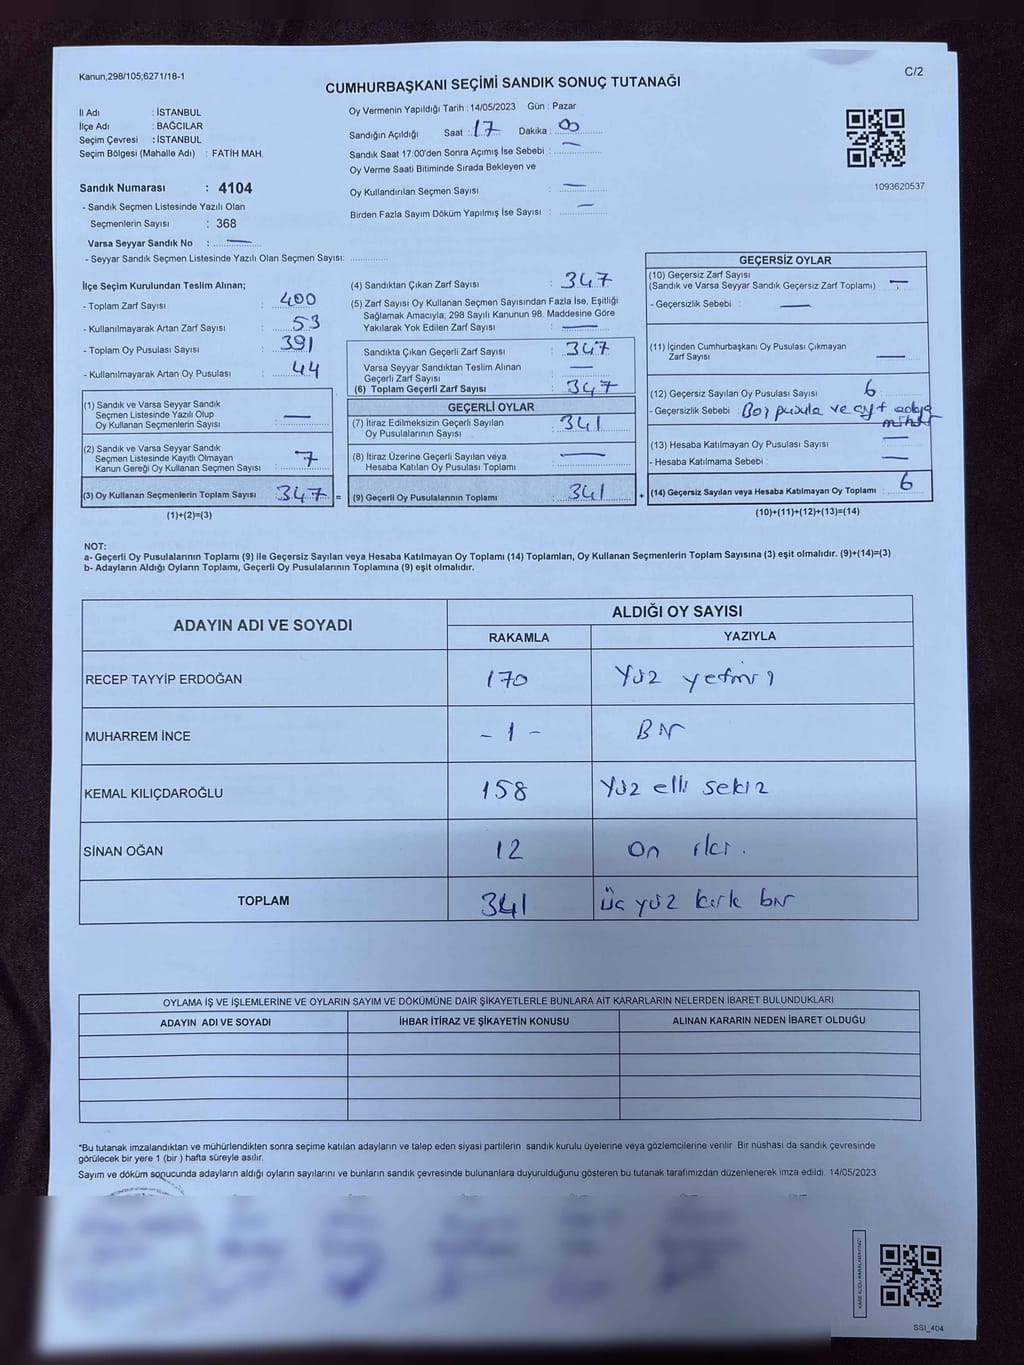 Kanun,298/105;6271/18-1
C/2
CUMHURBAŞKANI SEÇİMİ SANDIK SONUÇ TUTANAĞI
İl Adı : İSTANBUL
İlçe Adı : BAĞCILAR
Seçim Çevresi : İSTANBUL
Seçim Bölgesi (Mahalle Adı) : FATİH MAH.
Sandık Numarası : 4104
- Sandık Seçmen Listesinde Yazılı Olan
Seçmenlerin Sayısı : 368
Varsa Seyyar Sandık No : —
- Seyyar Sandık Seçmen Listesinde Yazılı Olan Seçmen Sayısı:
Oy Vermenin Yapıldığı Tarih : 14/05/2023 Gün : Pazar
Sandığın Açıldığı Saat : 17 Dakika : 00
Sandık Saat 17:00'den Sonra Açımış İse Sebebi : —
Oy Verme Saati Bitiminde Sırada Bekleyen ve
Oy Kullandırılan Seçmen Sayısı : —
Birden Fazla Sayım Döküm Yapılmış İse Sayısı : —
1093620537
İlçe Seçim Kurulundan Teslim Alınan;
- Toplam Zarf Sayısı : 400
- Kullanılmayarak Artan Zarf Sayısı : 53
- Toplam Oy Pusulası Sayısı : 391
- Kullanılmayarak Artan Oy Pusulası : 44
(1) Sandık ve Varsa Seyyar Sandık
Seçmen Listesinde Yazılı Olup
Oy Kullanan Seçmenlerin Sayısı : —
(2) Sandık ve Varsa Seyyar Sandık
Seçmen Listesinde Kayıtlı Olmayan
Kanun Gereği Oy Kullanan Seçmen Sayısı : 7
(3) Oy Kullanan Seçmenlerin Toplam Sayısı 347 =
(1)+(2)=(3)
(4) Sandıktan Çıkan Zarf Sayısı : 347
(5) Zarf Sayısı Oy Kullanan Seçmen Sayısından Fazla İse, Eşitliği
Sağlamak Amacıyla, 298 Sayılı Kanunun 98. Maddesine Göre
Yakılarak Yok Edilen Zarf Sayısı : —
Sandıkta Çıkan Geçerli Zarf Sayısı : 347
Varsa Seyyar Sandıktan Teslim Alınan
Geçerli Zarf Sayısı : —
(6) Toplam Geçerli Zarf Sayısı : 347
GEÇERLİ OYLAR
(7) İtiraz Edilmeksizin Geçerli Sayılan
Oy Pusulalarının Sayısı : 341
(8) İtiraz Üzerine Geçerli Sayılan veya
Hesaba Katılan Oy Pusulası Toplamı : —
(9) Geçerli Oy Pusulalarının Toplamı : 341 +
GEÇERSİZ OYLAR
(10) Geçersiz Zarf Sayısı
(Sandık ve Varsa Seyyar Sandık Geçersiz Zarf Toplamı) : —
- Geçersizlik Sebebi : —
(11) İçinden Cumhurbaşkanı Oy Pusulası Çıkmayan
Zarf Sayısı —
(12) Geçersiz Sayılan Oy Pusulası Sayısı : 6
- Geçersizlik Sebebi : Boş pusula ve çift adaya
mühür
(13) Hesaba Katılmayan Oy Pusulası Sayısı : —
- Hesaba Katılmama Sebebi : —
(14) Geçersiz Sayılan veya Hesaba Katılmayan Oy Toplamı : 6
(10)+(11)+(12)+(13)=(14)
NOT:
a- Geçerli Oy Pusulalarının Toplamı (9) ile Geçersiz Sayılan veya Hesaba Katılmayan Oy Toplamı (14) Toplamları, Oy Kullanan Seçmenlerin Toplam Sayısına (3) eşit olmalıdır. (9)+(14)=(3)
b- Adayların Aldığı Oyların Toplamı, Geçerli Oy Pusulalarının Toplamına (9) eşit olmalıdır.
ADAYIN ADI VE SOYADI ALDIĞI OY SAYISI
RAKAMLA YAZIYLA
RECEP TAYYİP ERDOĞAN 170 Yüz yetmiş
MUHARREM İNCE - 1 - Bir
KEMAL KILIÇDAROĞLU 158 Yüz elli sekiz
SİNAN OĞAN 12 on iki .
TOPLAM 341 üç yüz kırk bir
OYLAMA İŞ VE İŞLEMLERİNE VE OYLARIN SAYIM VE DÖKÜMÜNE DAİR ŞİKAYETLERLE BUNLARA AİT KARARLARIN NELERDEN İBARET BULUNDUKLARI
ADAYIN ADI VE SOYADI İHBAR İTİRAZ VE ŞİKAYETİN KONUSU ALINAN KARARIN NEDEN İBARET OLDUĞU
*Bu tutanak imzalandıktan ve mühürlendikten sonra seçime katılan adayların ve talep eden siyasi partilerin sandık kurulu üyelerine veya gözlemcilerine verilir Bir nüshası da sandık çevresinde
görülecek bir yere 1 (bir ) hafta süreyle asılır.
Sayım ve döküm sonucunda adayların aldığı oyların sayılarını ve bunların sandık çevresinde bulunanlara duyurulduğunu gösteren bu tutanak tarafımızdan düzenlenerek imza edildi. 14/05/2023
SSI_404